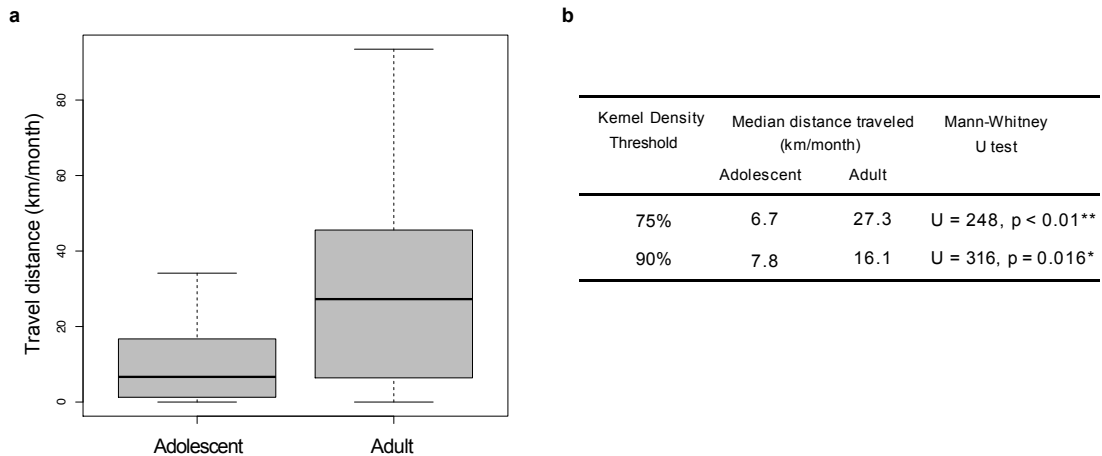 a
Travel distance (km/month)
80
60
40
20
0
Adolescent Adult
b
Kernel Density Threshold
Median distance traveled (km/month)
Mann-Whitney U test
Adolescent Adult
75% 6.7 27.3 U = 248, p < 0.01**
90% 7.8 16.1 U = 316, p = 0.016*